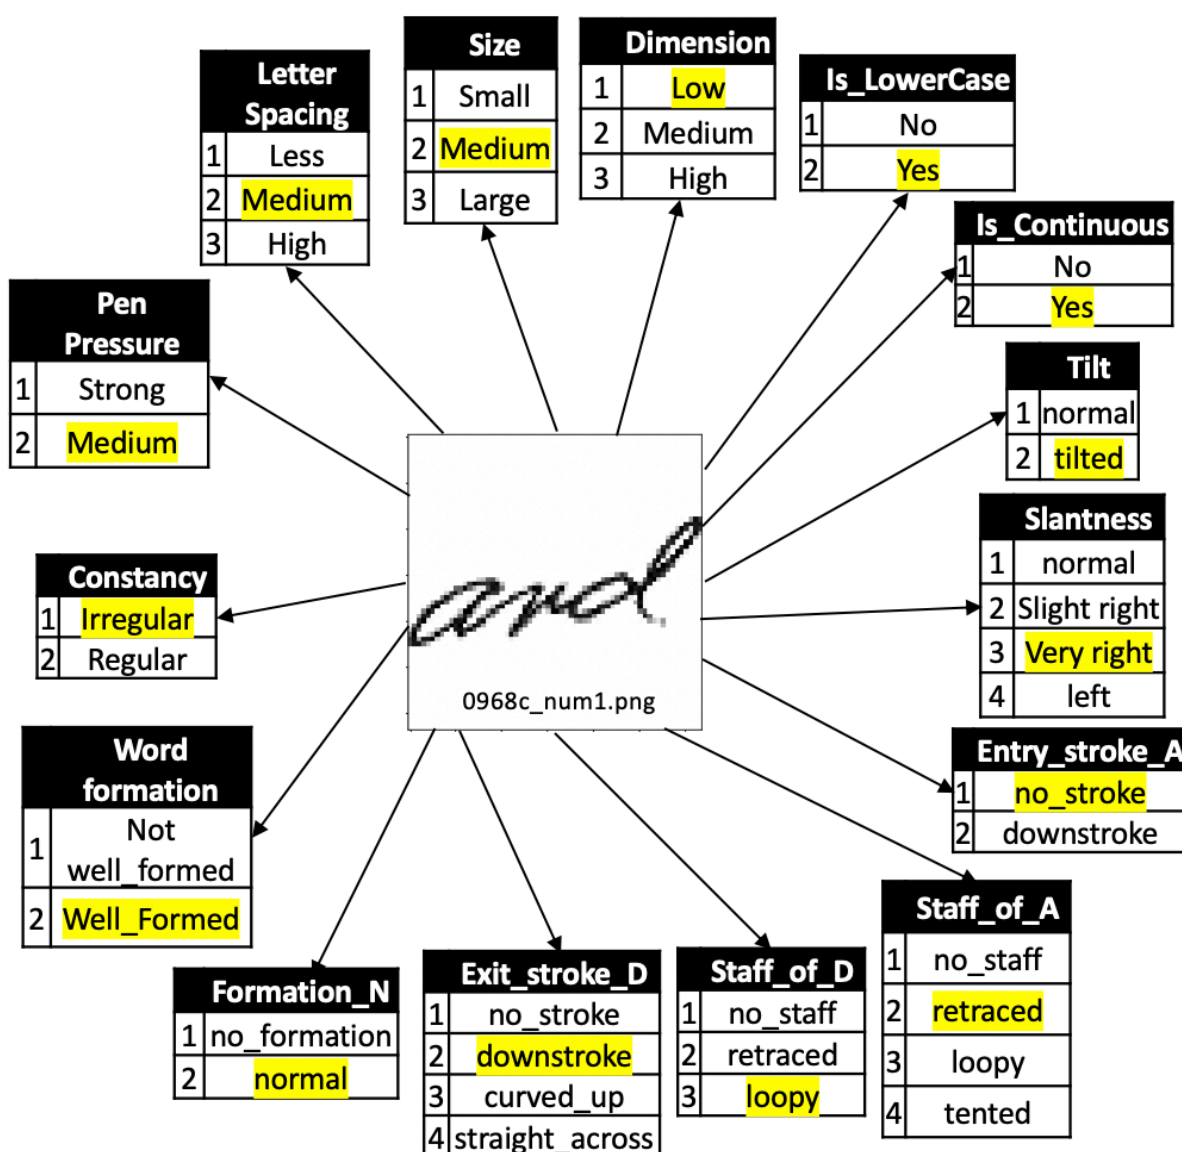 Size
1 Small
2 Medium
3 Large
Dimension
1 Low
2 Medium
3 High
Letter
Spacing
1 Less
2 Medium
3 High
Is_LowerCase
1 No
2 Yes
Is_Continuous
1 No
2 Yes
Pen
Pressure
1 Strong
2 Medium
Tilt
1 normal
2 tilted
Slantness
1 normal
2 Slight right
3 Very right
4 left
Constancy
1 Irregular
2 Regular
and
0968c_num1.png
Word
formation
1 Not
well_formed
2 Well_Formed
Entry_stroke_A
1 no_stroke
2 downstroke
Formation_N
1 no_formation
2 normal
Exit_stroke_D
1 no_stroke
2 downstroke
3 curved_up
4 straight_across
Staff_of_D
1 no_staff
2 retraced
3 loopy
Staff_of_A
1 no_staff
2 retraced
3 loopy
4 tented